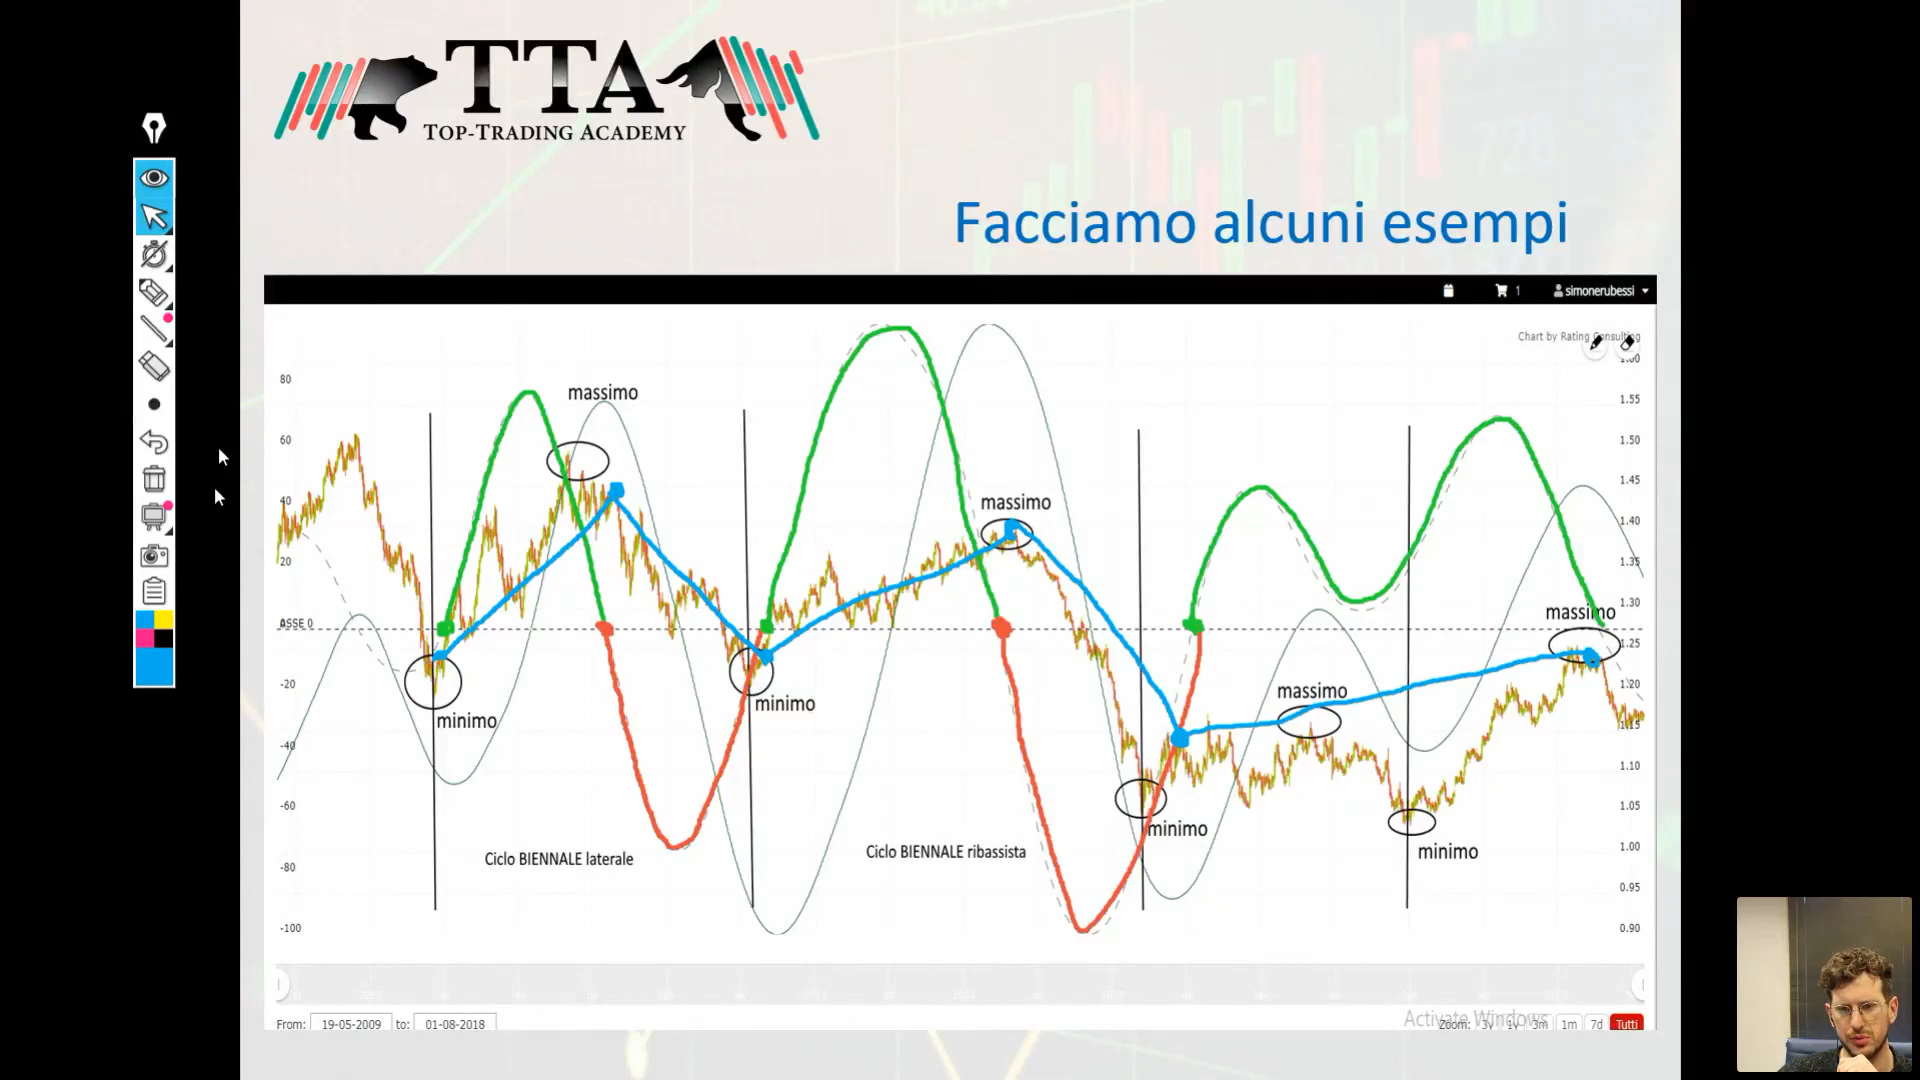 TTA
TOP-TRADING ACADEMY
Facciamo alcuni esempi
1
simonerubessi
Chart by Rating Consulting
80
60
40
20
ASSE 0
-20
-40
-60
-80
-100
1.60
1.55
1.50
1.45
1.40
1.35
1.30
1.25
1.20
1.15
1.10
1.05
1.00
0.95
0.90
massimo
massimo
massimo
massimo
minimo
minimo
minimo
minimo
Ciclo BIENNALE laterale
Ciclo BIENNALE ribassista
From: 19-05-2009 to: 01-08-2018
Activate Windows
Zoom: 3y 1y 3m 1m 7d Tutti